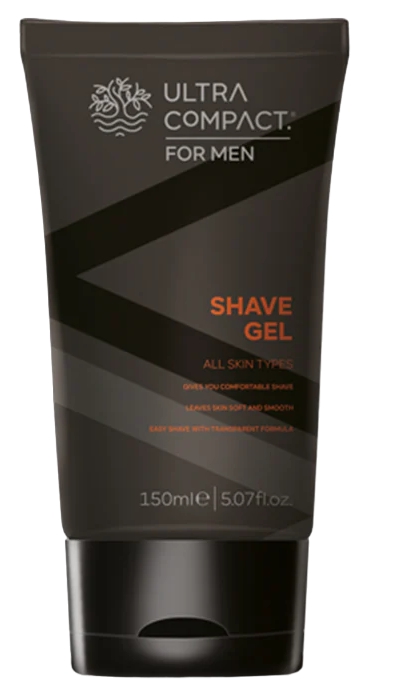 ULTRA
COMPACT.®
FOR MEN
SHAVE
GEL
ALL SKIN TYPES
GIVES YOU COMFORTABLE SHAVE
LEAVES SKIN SOFT AND SMOOTH
EASY SHAVE WITH TRANSPARENT FORMULA
150ml℮|5.07fl.oz.